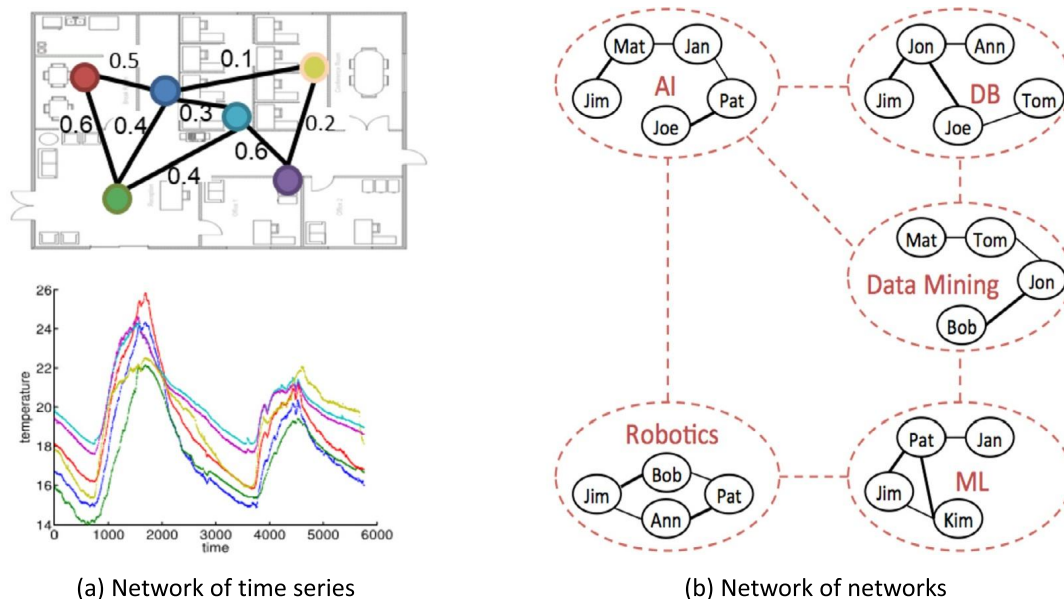 0.5
0.1
0.3
0.6
0.4
0.2
0.6
0.4
26
24
22
20
18
16
14
temperature
0
1000
2000
3000
4000
5000
6000
time
(a) Network of time series
Mat
Jan
AI
Jim
Pat
Joe
Jon
Ann
DB
Jim
Tom
Joe
Mat
Tom
Data Mining
Jon
Bob
Robotics
Bob
Jim
Pat
Ann
Pat
Jan
Jim
ML
Kim
(b) Network of networks